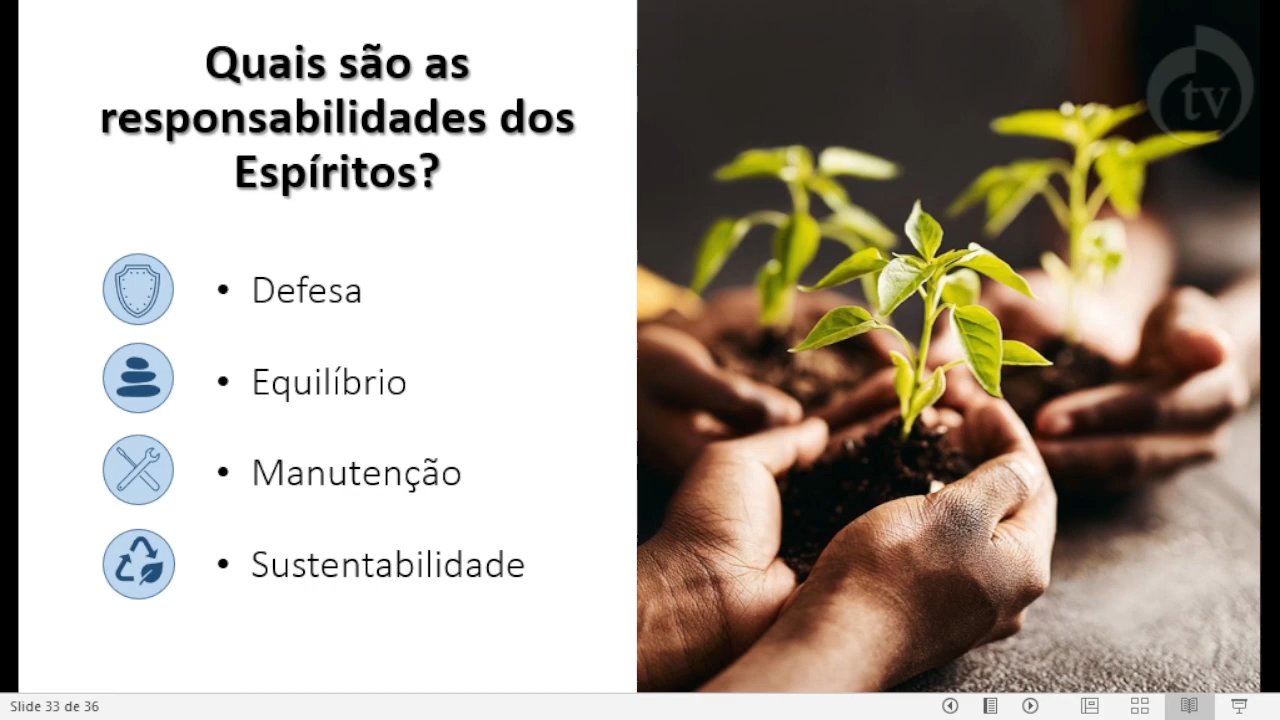 Quais são as
responsabilidades dos
Espíritos?
tv
• Defesa
• Equilíbrio
• Manutenção
• Sustentabilidade
Slide 33 de 36